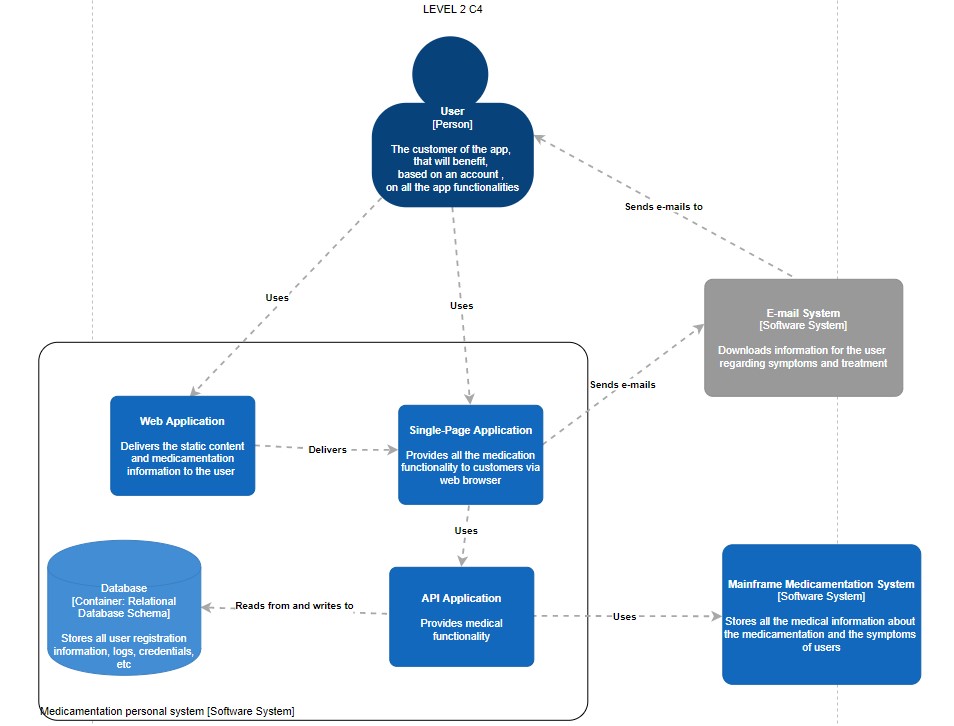 LEVEL 2 C4
User
[Person]
The customer of the app,
that will benefit,
based on an account ,
on all the app functionalities
Sends e-mails to
Uses
Uses
E-mail System
[Software System]
Downloads information for the user
regarding symptoms and treatment
Sends e-mails
Web Application
Delivers the static content
and medicamentation
information to the user
Delivers
Single-Page Application
Provides all the medication
functionality to customers via
web browser
Uses
Database
[Container: Relational
Database Schema]
Stores all user registration
information, logs, credentials,
etc
Reads from and writes to
API Application
Provides medical
functionality
Uses
Mainframe Medicamentation System
[Software System]
Stores all the medical information about
the medicamentation and the symptoms
of users
Medicamentation personal system [Software System]